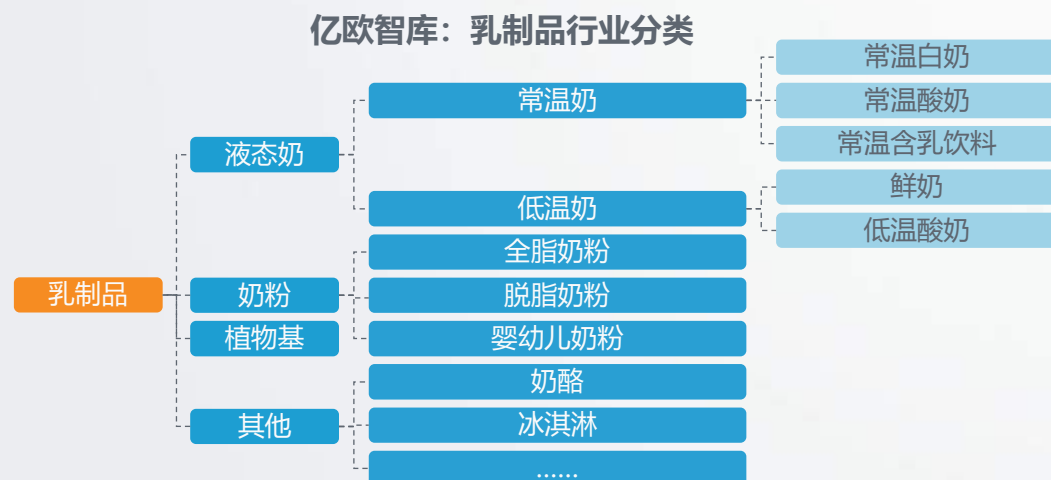 亿欧智库：乳制品行业分类
常温白奶
常温奶
常温酸奶
常温含乳饮料
液态奶
鲜奶
低温奶
低温酸奶
全脂奶粉
乳制品
奶粉
脱脂奶粉
植物基
婴幼儿奶粉
奶酪
其他
冰淇淋
……